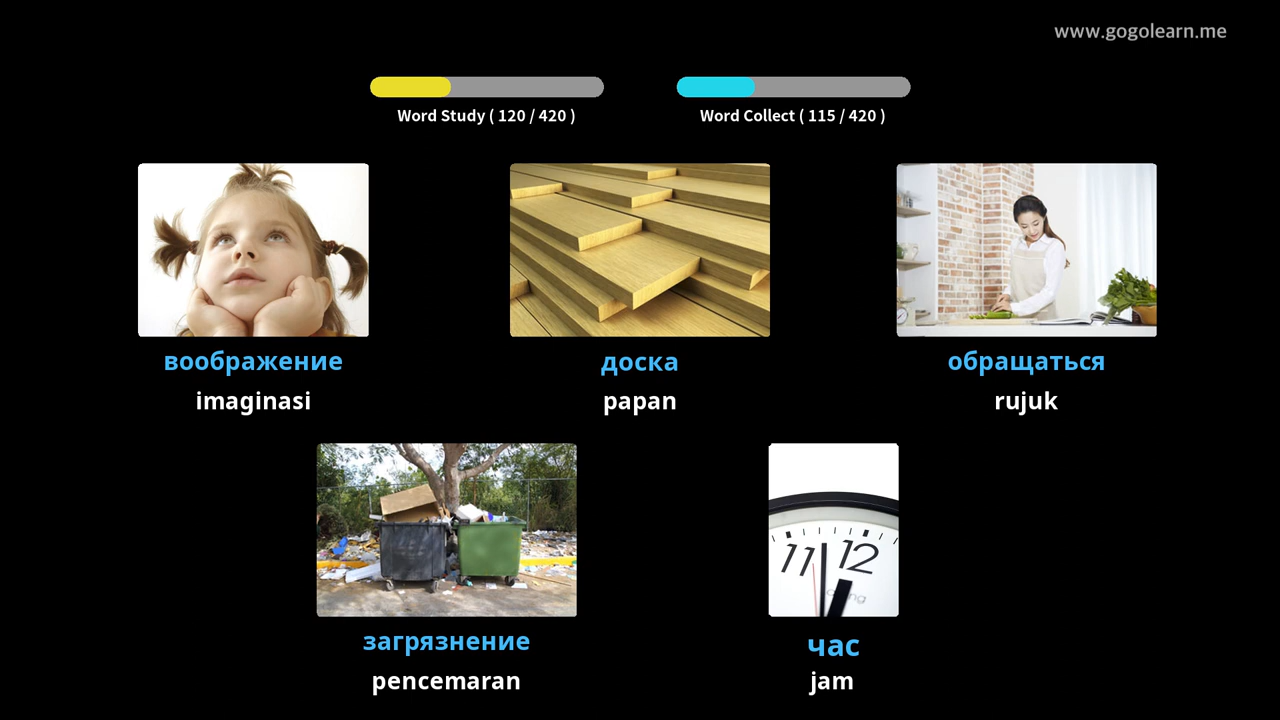 www.gogolearn.me
Word Study ( 120 / 420 )
Word Collect ( 115 / 420 )
воображение
imaginasi
доска
papan
обращаться
rujuk
загрязнение
pencemaran
11
12
час
jam